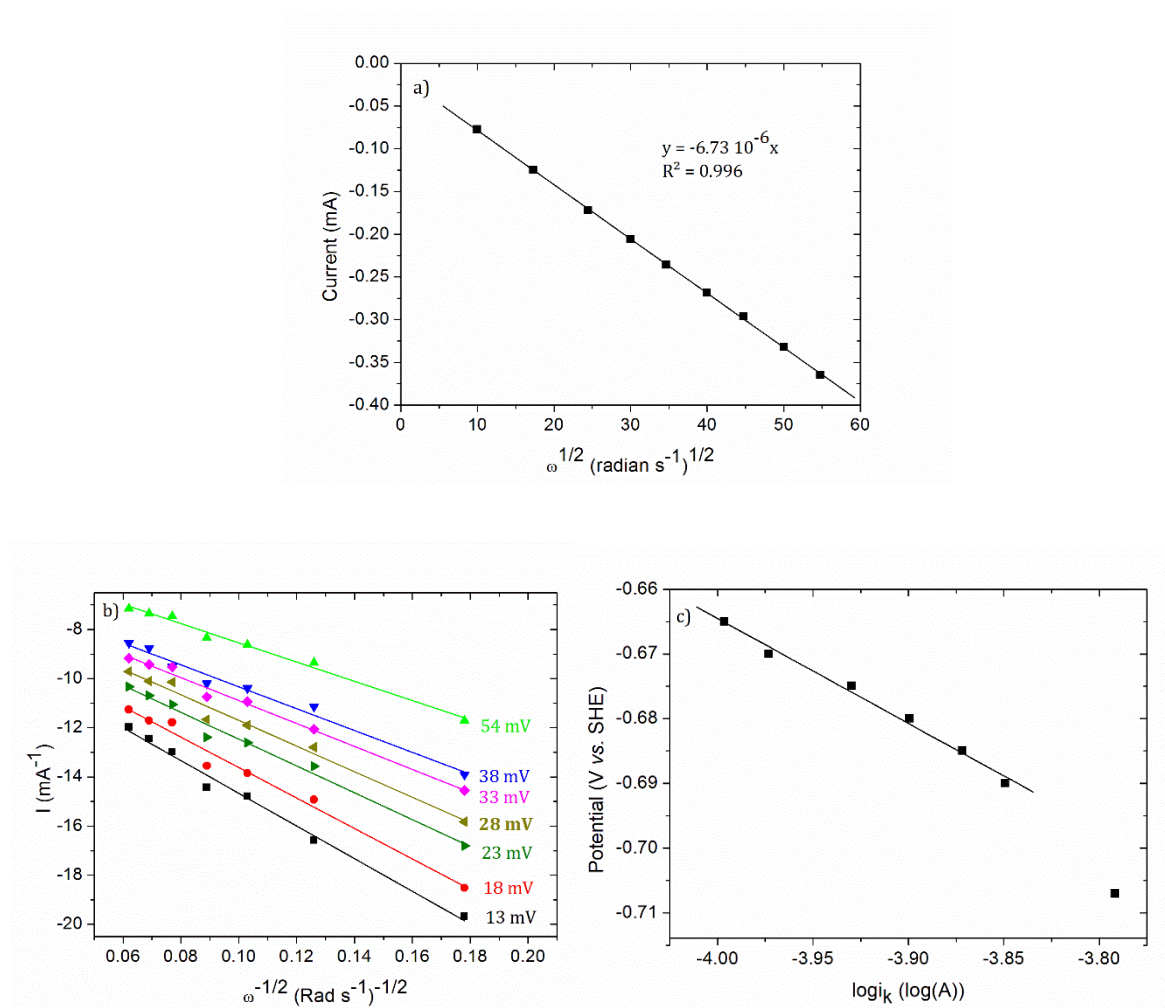 a)
0.00
-0.05
-0.10
-0.15
-0.20
-0.25
-0.30
-0.35
-0.40
Current (mA)
y = -6.73 10⁻⁶x
R² = 0.996
0 10 20 30 40 50 60
ω^1/2 (radian s⁻¹)^1/2
b)
-8
-10
-12
-14
-16
-18
-20
I (mA⁻¹)
54 mV
38 mV
33 mV
28 mV
23 mV
18 mV
13 mV
0.06 0.08 0.10 0.12 0.14 0.16 0.18 0.20
ω^-1/2 (Rad s⁻¹)^-1/2
c)
-0.66
-0.67
-0.68
-0.69
-0.70
-0.71
Potential (V vs. SHE)
-4.00 -3.95 -3.90 -3.85 -3.80
logi_k (log(A))